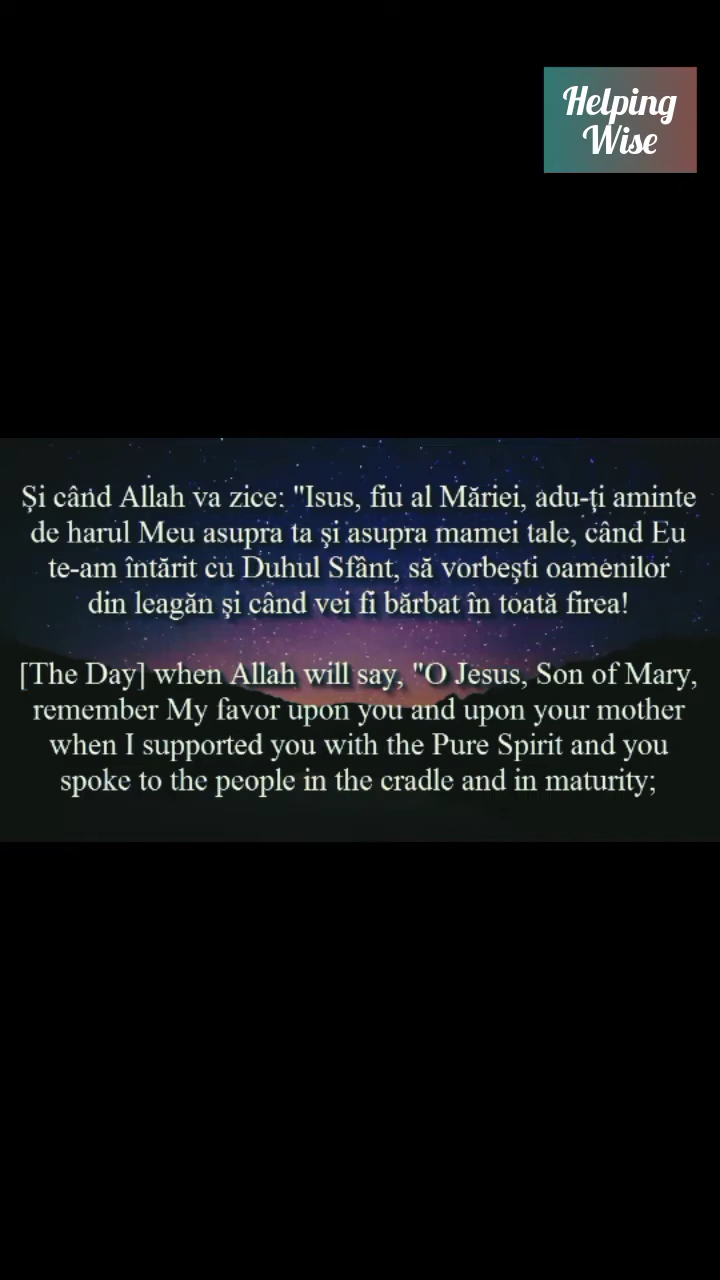 Helping
Wise
Și când Allah va zice: "Isus, fiu al Măriei, adu-ți aminte
de harul Meu asupra ta şi asupra mamei tale, când Eu
te-am întărit cu Duhul Sfânt, să vorbeşti oamenilor
din leagăn şi când vei fi bărbat în toată firea!
[The Day] when Allah will say, "O Jesus, Son of Mary,
remember My favor upon you and upon your mother
when I supported you with the Pure Spirit and you
spoke to the people in the cradle and in maturity;